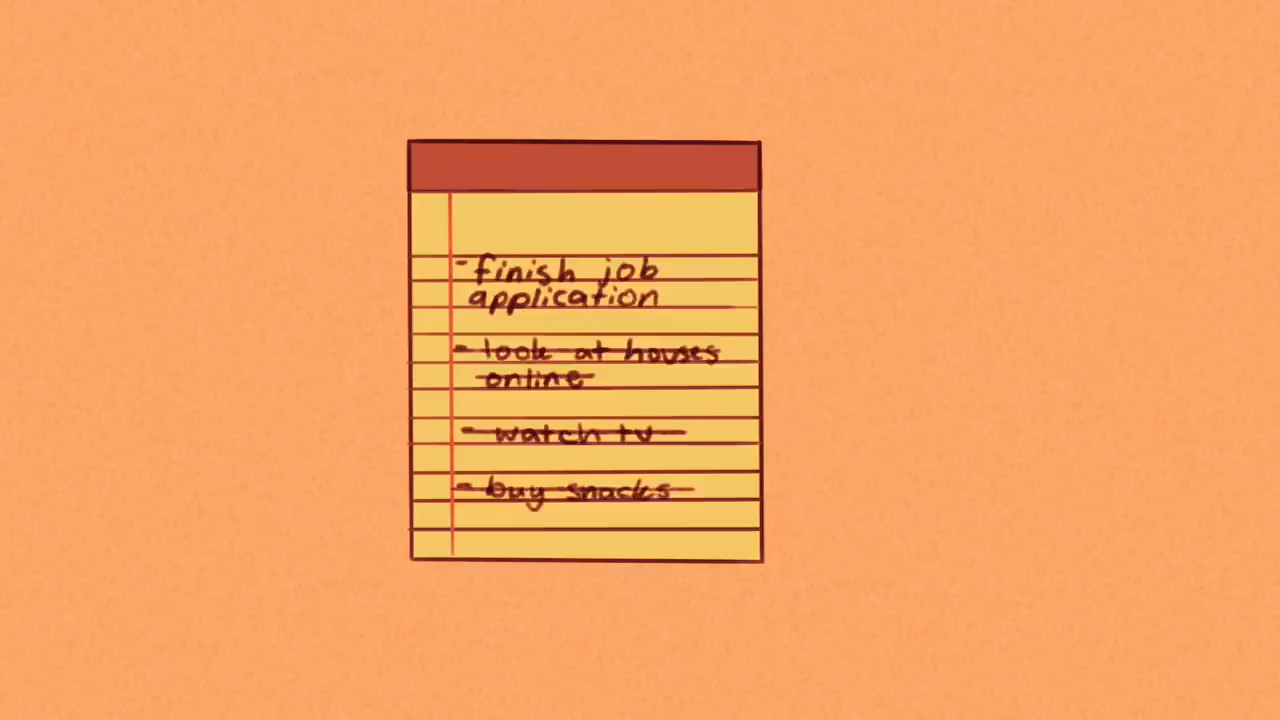 - finish job
application
- look at houses
online
- watch tv
- buy snacks